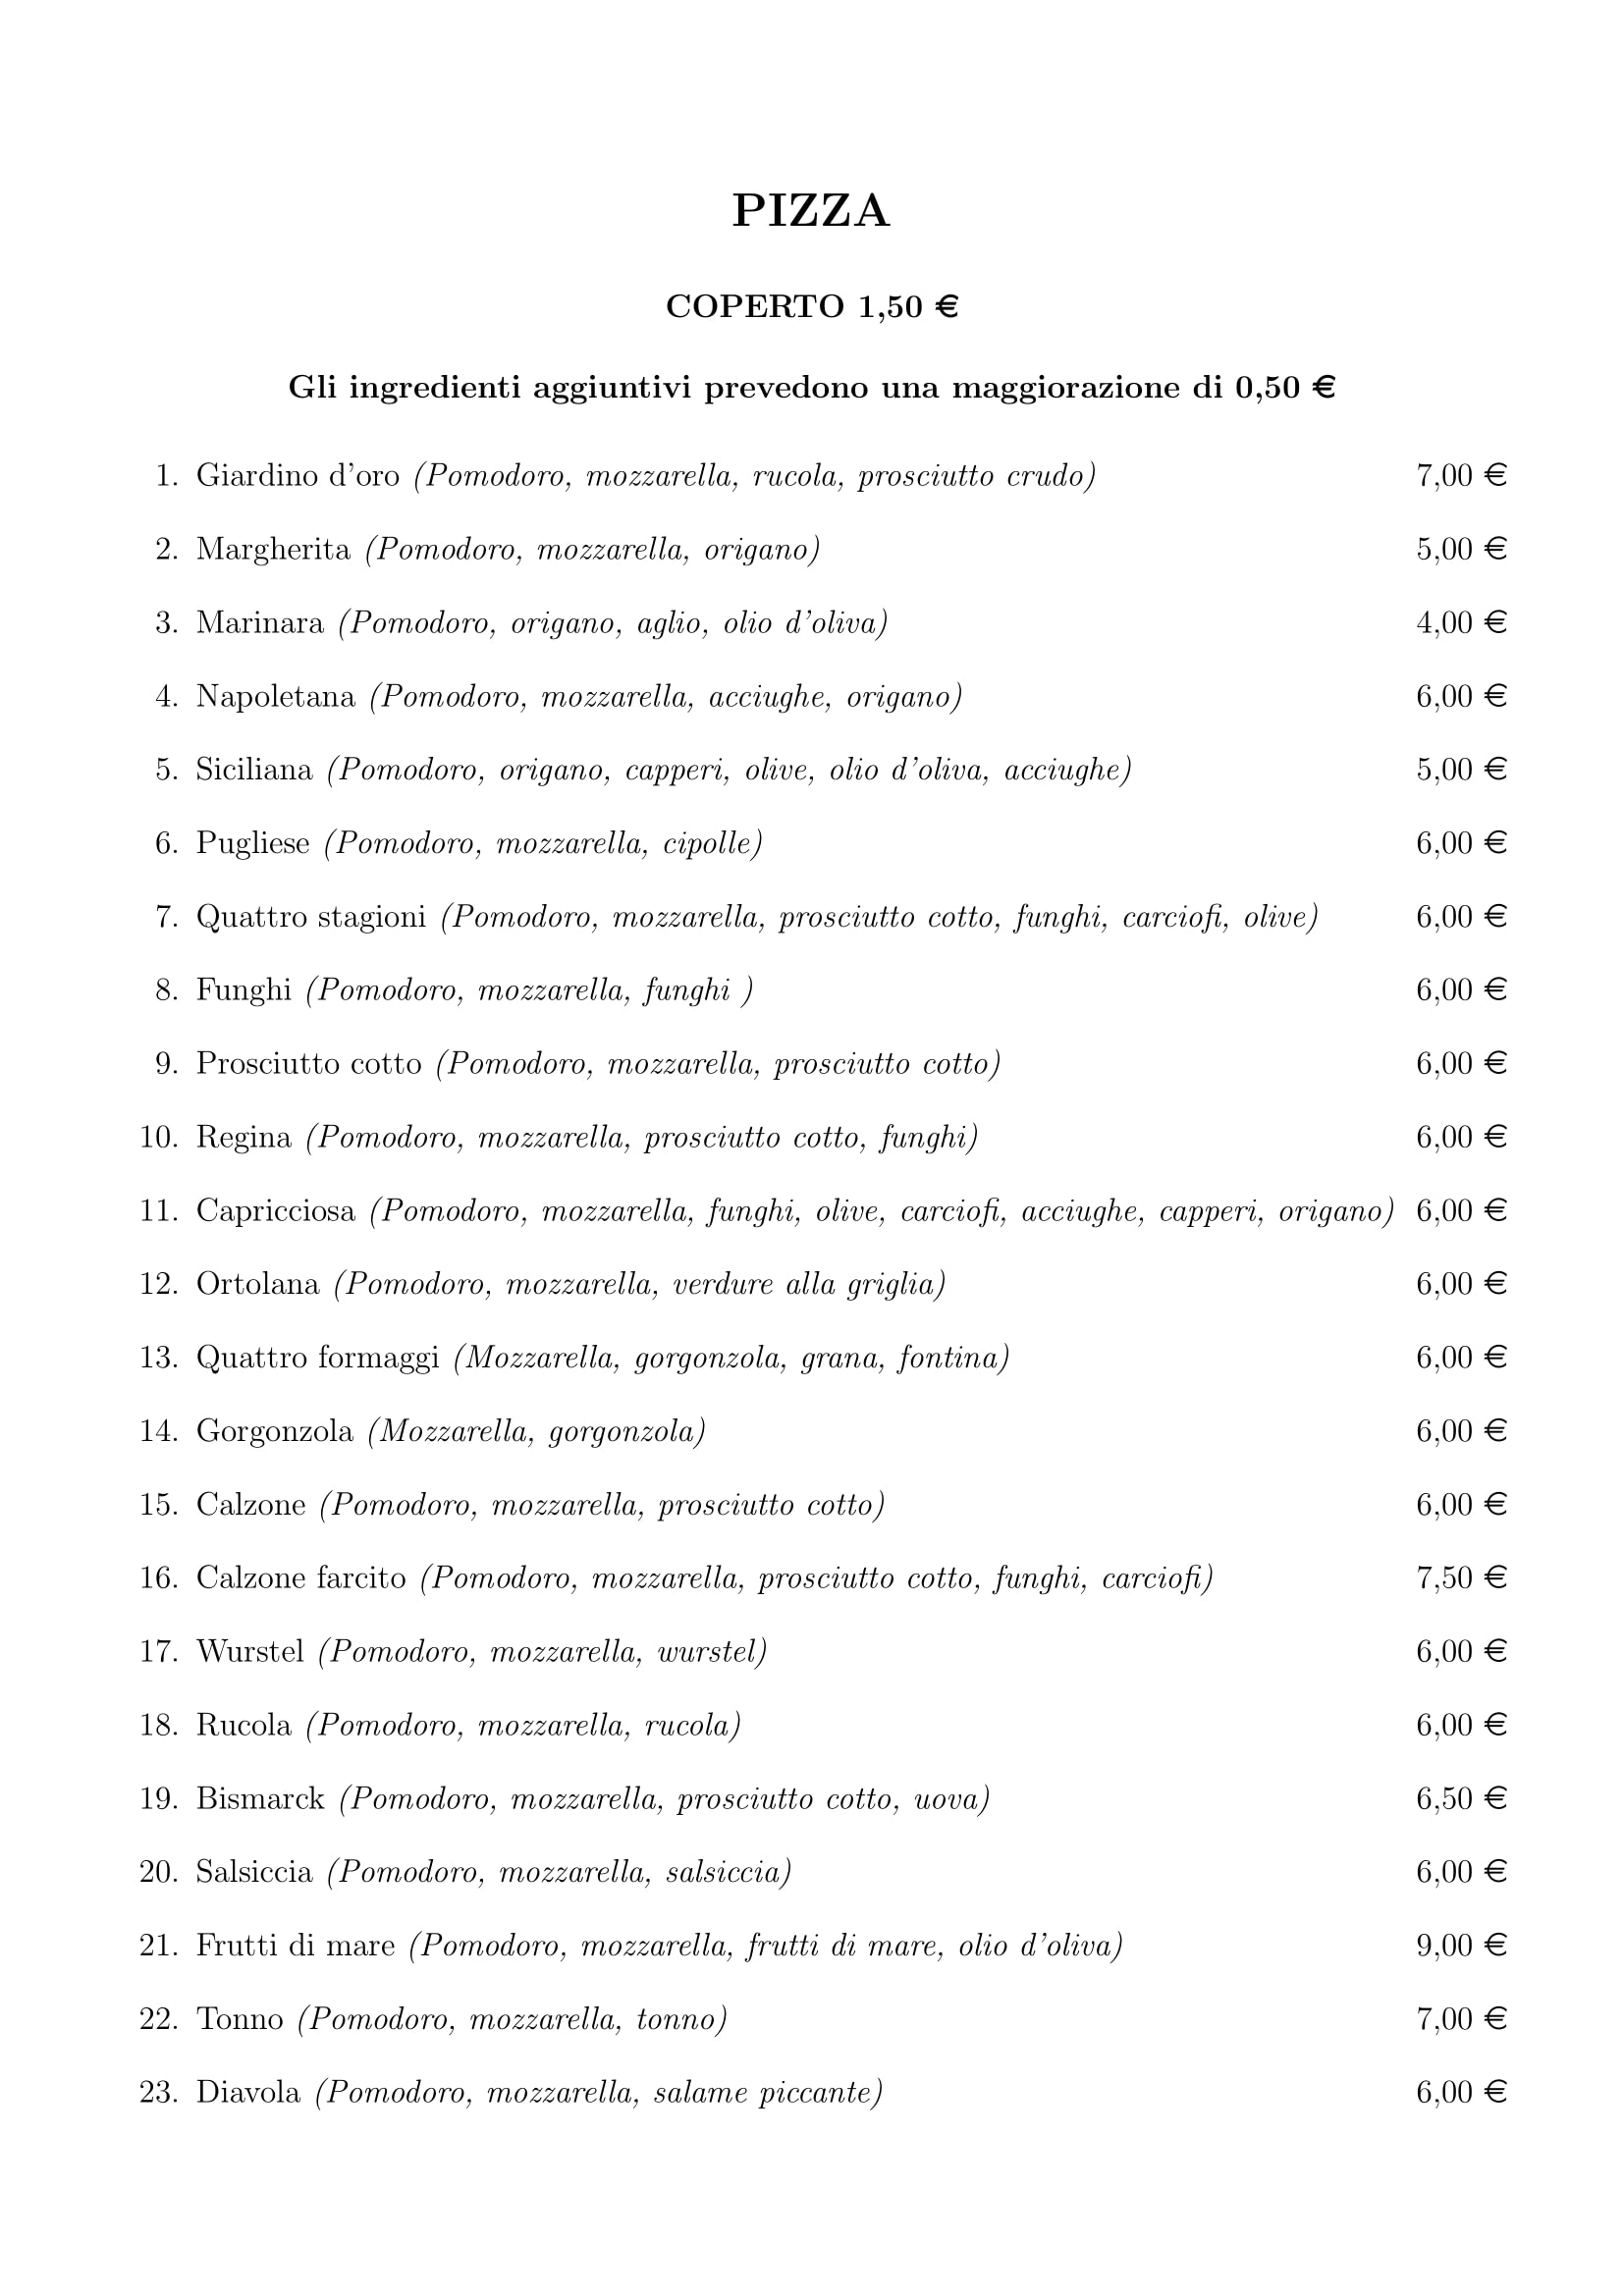 PIZZA
COPERTO 1,50 €
Gli ingredienti aggiuntivi prevedono una maggiorazione di 0,50 €
1. Giardino d'oro (Pomodoro, mozzarella, rucola, prosciutto crudo) 7,00 €
2. Margherita (Pomodoro, mozzarella, origano) 5,00 €
3. Marinara (Pomodoro, origano, aglio, olio d'oliva) 4,00 €
4. Napoletana (Pomodoro, mozzarella, acciughe, origano) 6,00 €
5. Siciliana (Pomodoro, origano, capperi, olive, olio d'oliva, acciughe) 5,00 €
6. Pugliese (Pomodoro, mozzarella, cipolle) 6,00 €
7. Quattro stagioni (Pomodoro, mozzarella, prosciutto cotto, funghi, carciofi, olive) 6,00 €
8. Funghi (Pomodoro, mozzarella, funghi ) 6,00 €
9. Prosciutto cotto (Pomodoro, mozzarella, prosciutto cotto) 6,00 €
10. Regina (Pomodoro, mozzarella, prosciutto cotto, funghi) 6,00 €
11. Capricciosa (Pomodoro, mozzarella, funghi, olive, carciofi, acciughe, capperi, origano) 6,00 €
12. Ortolana (Pomodoro, mozzarella, verdure alla griglia) 6,00 €
13. Quattro formaggi (Mozzarella, gorgonzola, grana, fontina) 6,00 €
14. Gorgonzola (Mozzarella, gorgonzola) 6,00 €
15. Calzone (Pomodoro, mozzarella, prosciutto cotto) 6,00 €
16. Calzone farcito (Pomodoro, mozzarella, prosciutto cotto, funghi, carciofi) 7,50 €
17. Wurstel (Pomodoro, mozzarella, wurstel) 6,00 €
18. Rucola (Pomodoro, mozzarella, rucola) 6,00 €
19. Bismarck (Pomodoro, mozzarella, prosciutto cotto, uova) 6,50 €
20. Salsiccia (Pomodoro, mozzarella, salsiccia) 6,00 €
21. Frutti di mare (Pomodoro, mozzarella, frutti di mare, olio d'oliva) 9,00 €
22. Tonno (Pomodoro, mozzarella, tonno) 7,00 €
23. Diavola (Pomodoro, mozzarella, salame piccante) 6,00 €